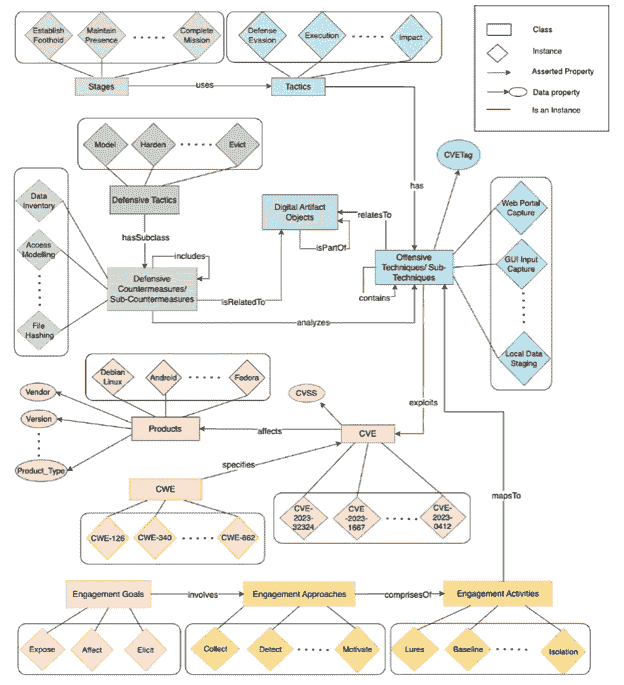 Establish
Foothold
Maintain
Presence
Complete
Mission
Defense
Evasion
Execution
Impact
Class
Instance
Asserted Property
Data property
Is an Instance
Stages
uses
Tactics
Model
Harden
Evict
CVETag
has
Defensive Tactics
Data
Inventory
Digital Artifact
Objects
relatesTo
Web Portal
Capture
isPartOf
hasSubclass
includes
Access
Modelling
Offensive
Techniques/ Sub-
Techniques
GUI Input
Capture
Defensive
Countermeasures/
Sub-Countermeasures
isRelatedTo
contains
File
Hashing
analyzes
Local Data
Staging
Debian
Linux
Android
Fadora
CVSS
exploits
Vendor
Version
Product_Type
Products
affects
CVE
specifies
CWE
mapsTo
CWE-126
CWE-340
CWE-862
CVE-
2023-
32324
CVE
-2023-
1667
CVE-
2023-
0412
Engagement Goals
involves
Engagement Approaches
comprisesOf
Engagement Activities
Expose
Affect
Elicit
Collect
Detect
Motivate
Lures
Baseline
Isolation